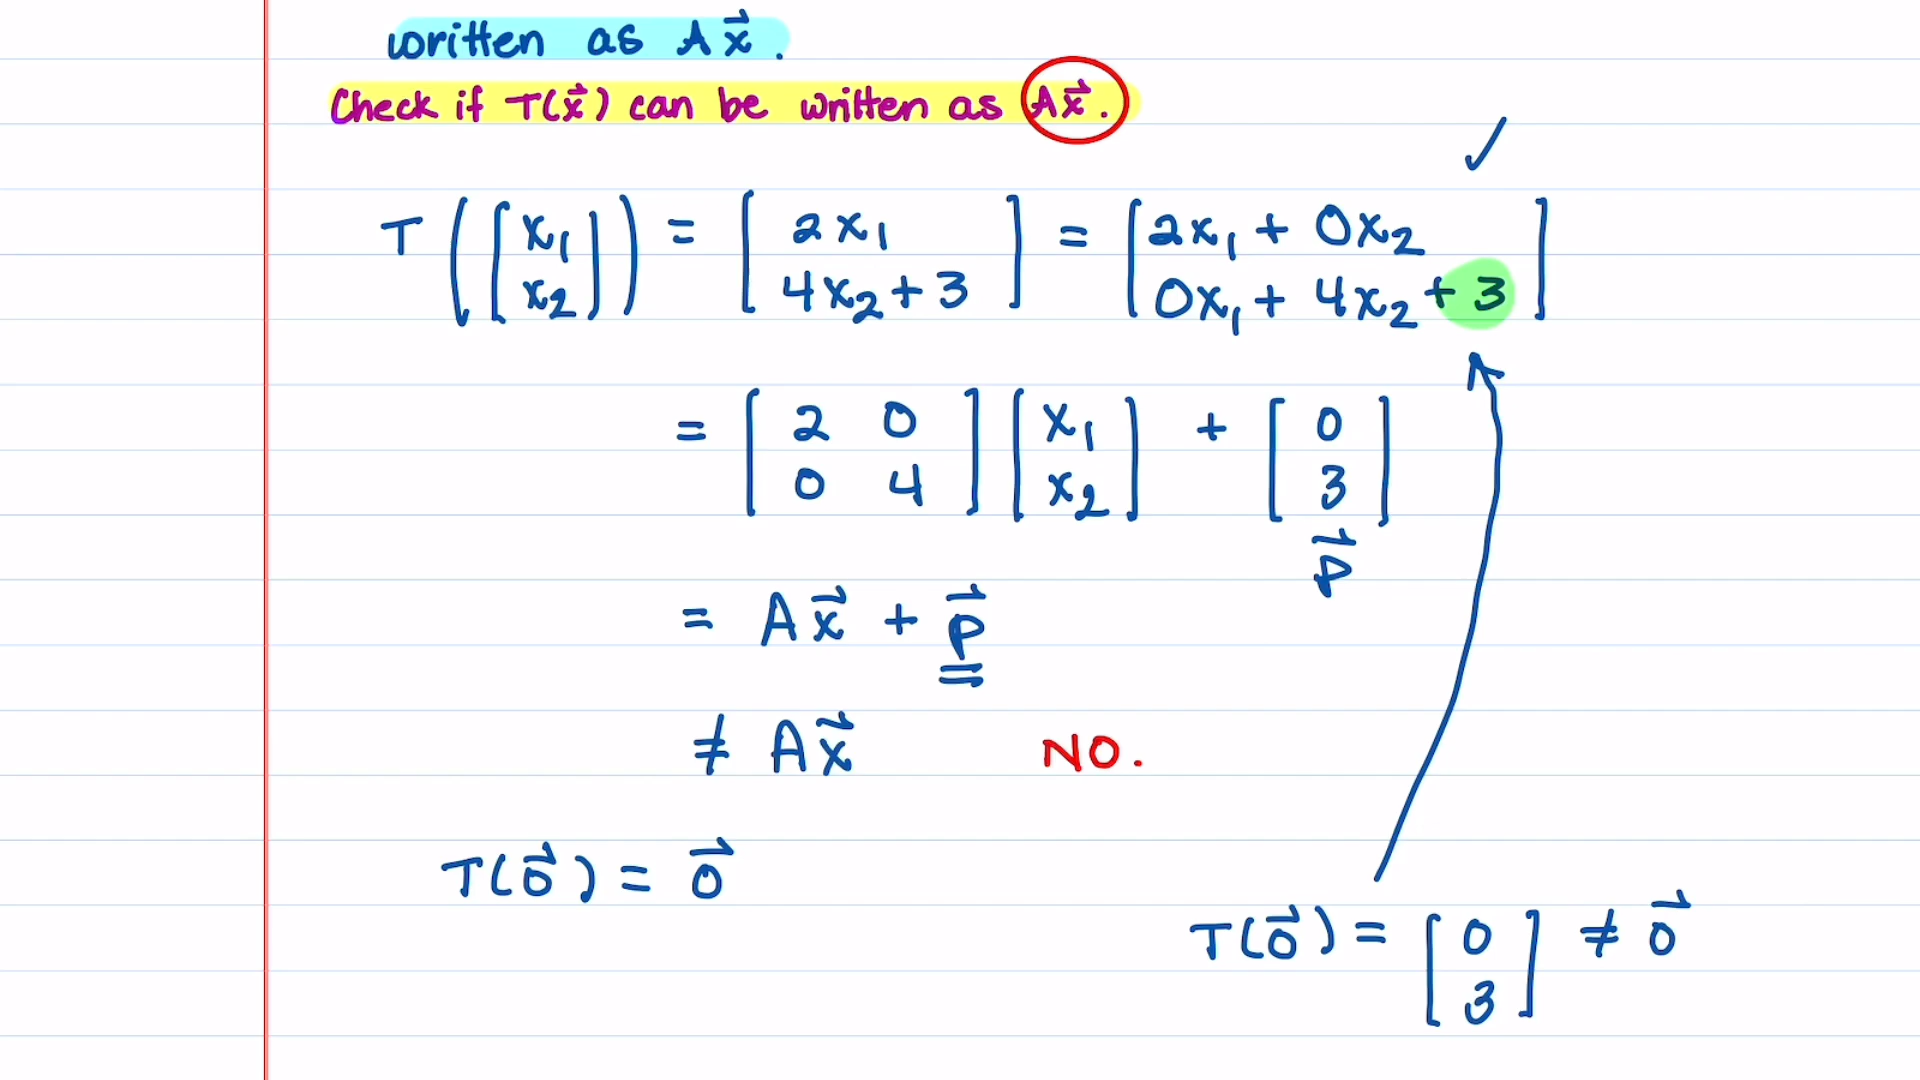 written as Ax⃗.
Check if T(x⃗) can be written as Ax⃗.
✓
T([x₁ x₂]) = [2x₁ 4x₂+3] = [2x₁ + 0x₂ 0x₁ + 4x₂ + 3]
= [2 0 0 4] [x₁ x₂] + [0 3]
p⃗
= Ax⃗ + p⃗
≠ Ax⃗ NO.
T(0⃗) = 0⃗
T(0⃗) = [0 3] ≠ 0⃗